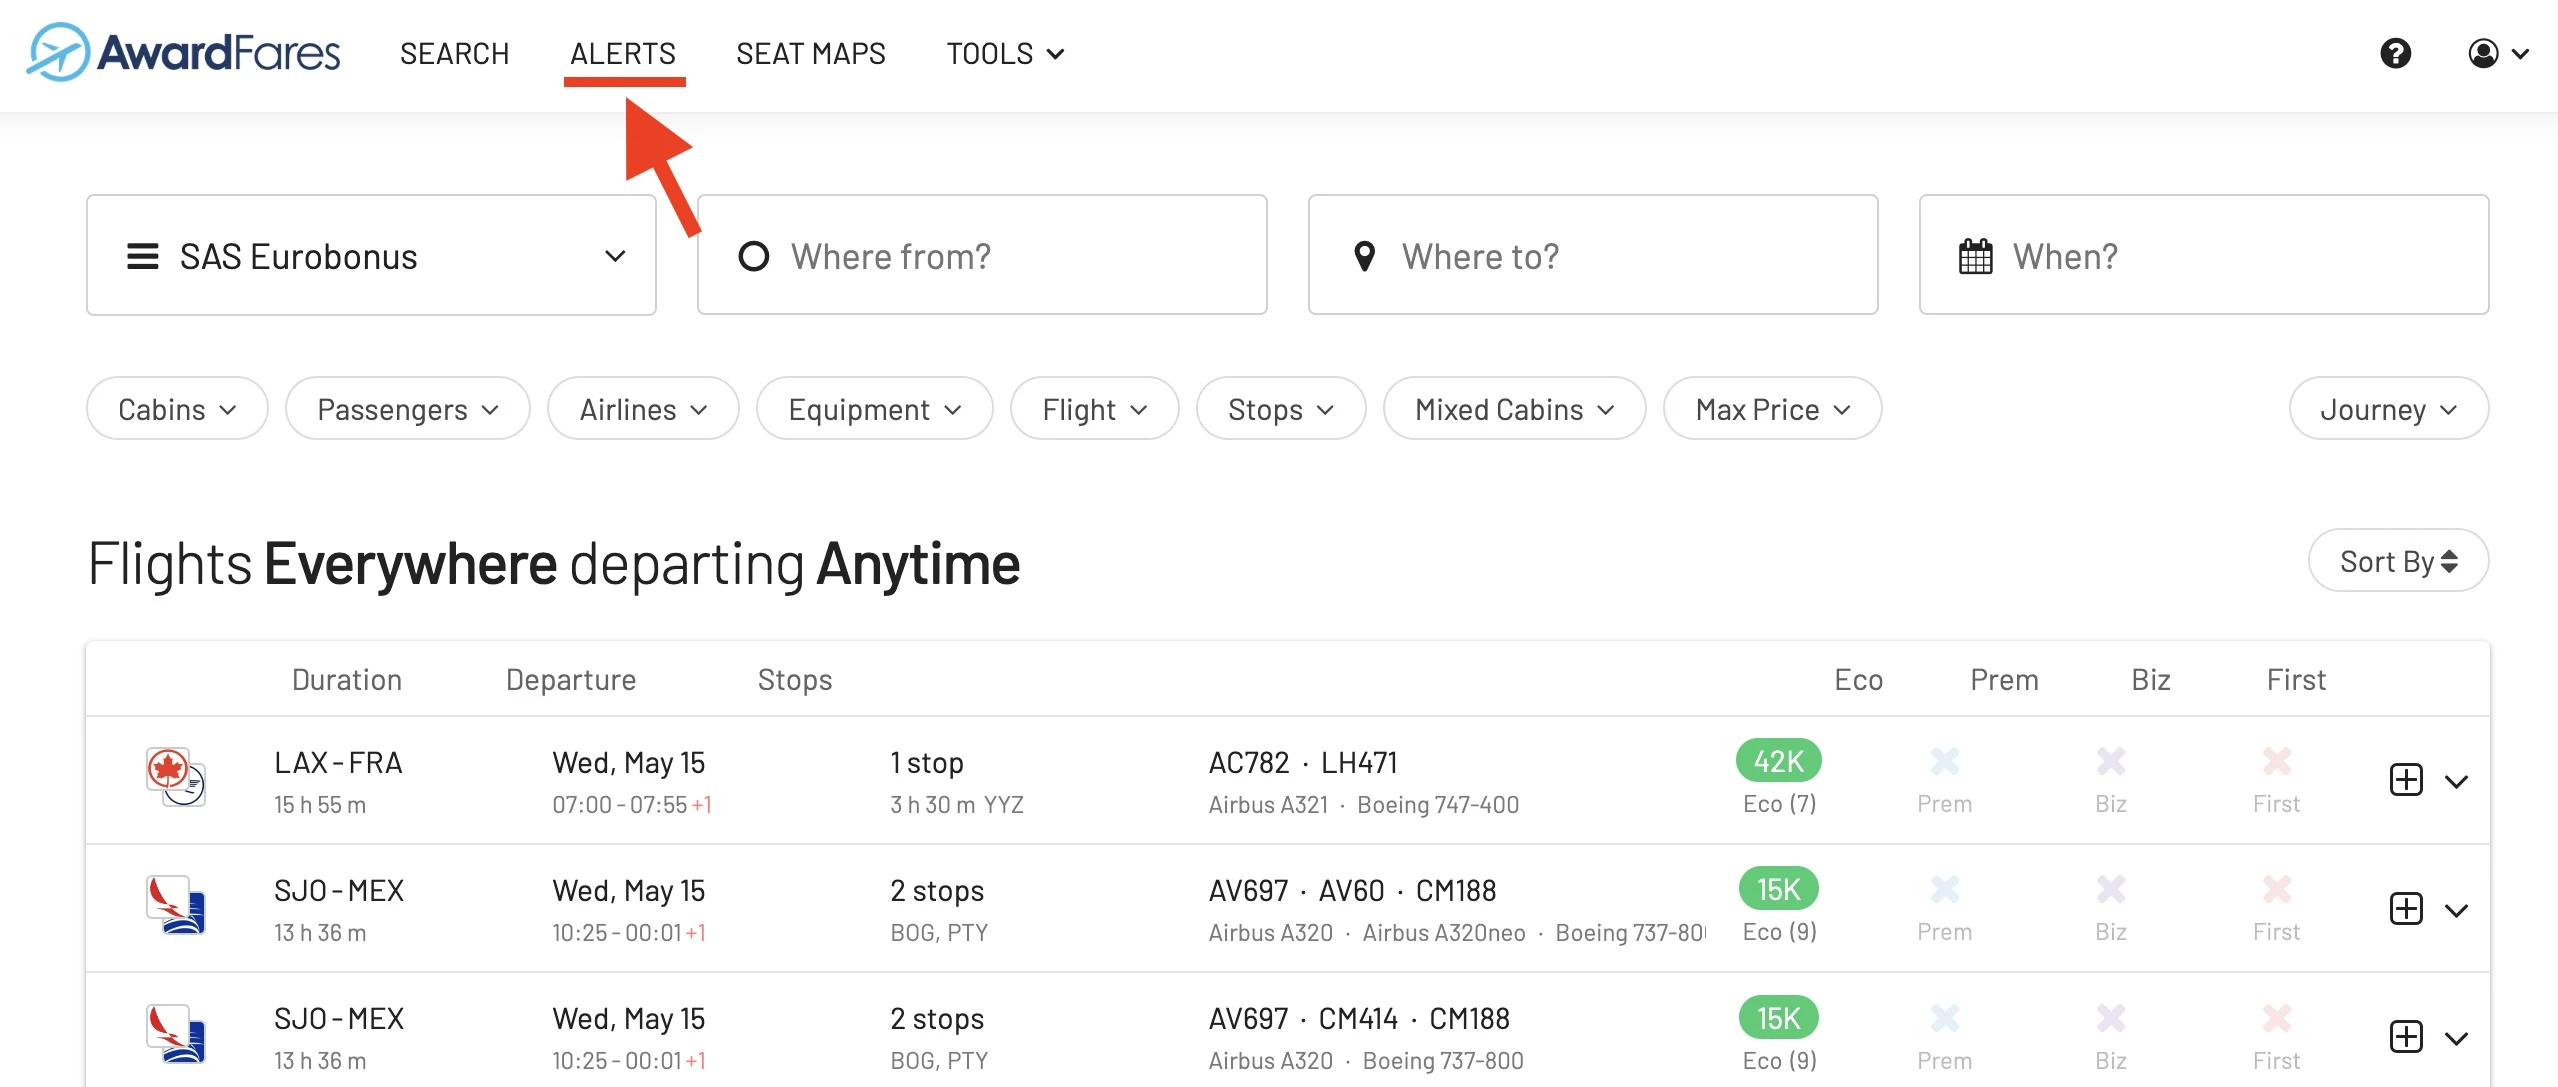 AwardFares SEARCH ALERTS SEAT MAPS TOOLS
SAS Eurobonus Where from? Where to? When?
Cabins Passengers Airlines Equipment Flight Stops Mixed Cabins Max Price Journey
Flights Everywhere departing Anytime Sort By
Duration Departure Stops Eco Prem Biz First
LAX - FRA Wed, May 15 1 stop AC782 · LH471 42K
15 h 55 m 07:00 - 07:55 +1 3 h 30 m YYZ Airbus A321 · Boeing 747-400 Eco (7) Prem Biz First
SJO - MEX Wed, May 15 2 stops AV697 · AV60 · CM188 15K
13 h 36 m 10:25 - 00:01 +1 BOG, PTY Airbus A320 · Airbus A320neo · Boeing 737-80 Eco (9) Prem Biz First
SJO - MEX Wed, May 15 2 stops AV697 · CM414 · CM188 15K
13 h 36 m 10:25 - 00:01 +1 BOG, PTY Airbus A320 · Boeing 737-800 Eco (9) Prem Biz First